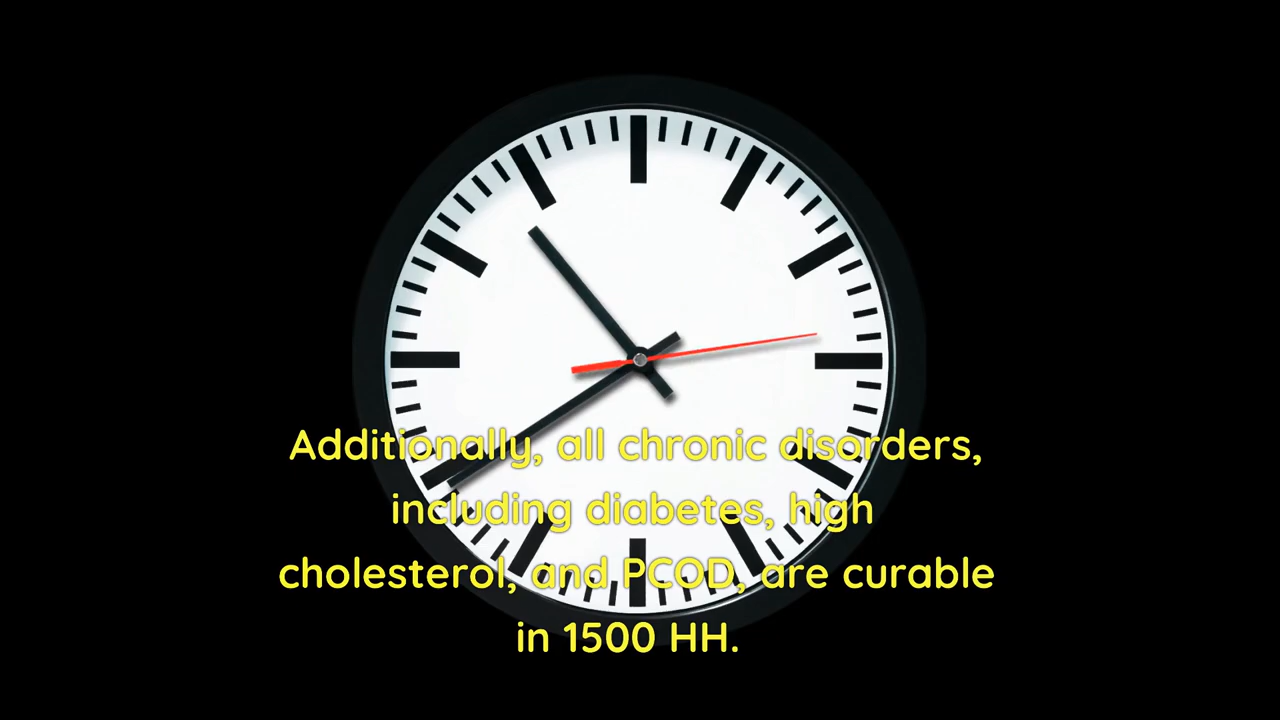 Additionally, all chronic disorders,
including diabetes, high
cholesterol, and PCOD, are curable
in 1500 HH.